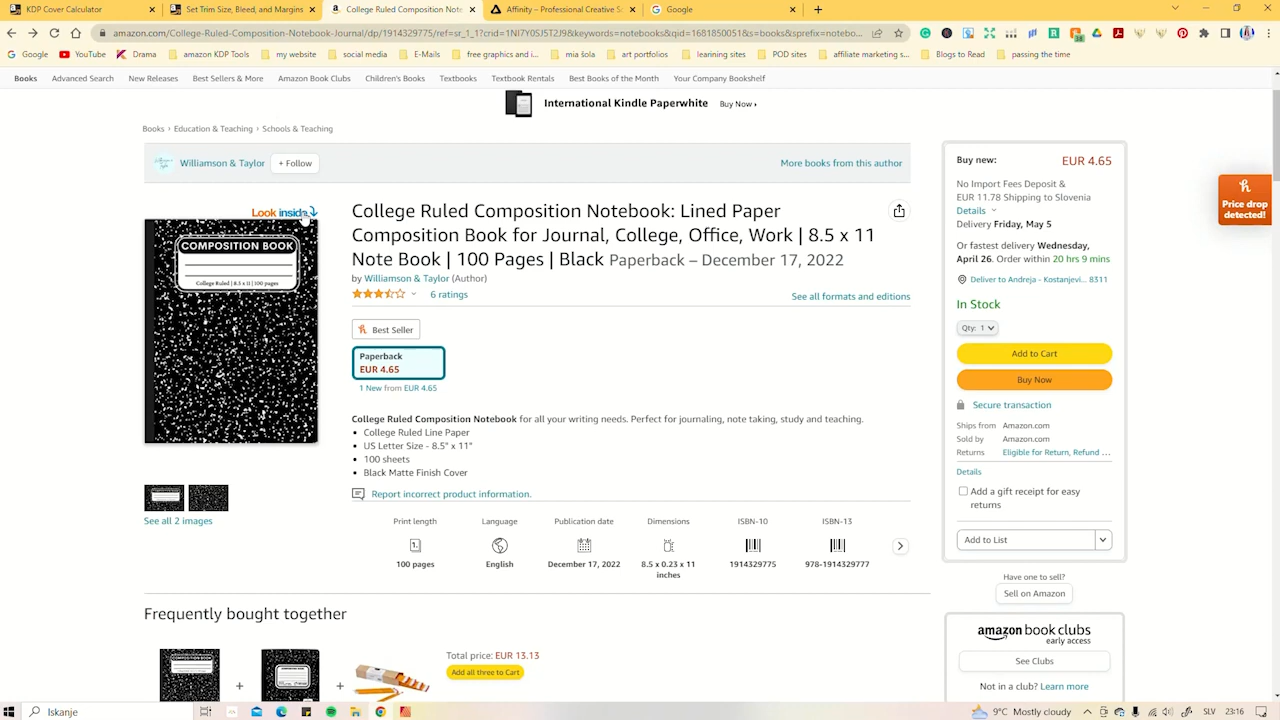 KDP Cover Calculator
Set Trim Size, Bleed, and Margins
College Ruled Composition Note
Affinity – Professional Creative S
Google
amazon.com/College-Ruled-Composition-Notebook-Journal/dp/1914329775/ref=sr_1_1?crid=1NI7Y0SJ5T2J9&keywords=notebooks&qid=1681850051&s=books&sprefix=notebo...
Google
YouTube
Drama
amazon KDP Tools
my website
social media
E-Mails
free graphics and i...
mia šola
art portfolios
learining sites
POD sites
affiliate marketing s...
Blogs to Read
passing the time
Books
Advanced Search
New Releases
Best Sellers & More
Amazon Book Clubs
Children's Books
Textbooks
Textbook Rentals
Best Books of the Month
Your Company Bookshelf
International Kindle Paperwhite
Buy Now ›
Books › Education & Teaching › Schools & Teaching
Williamson & Taylor
+ Follow
More books from this author
Look inside
COMPOSITION BOOK
College Ruled | 8.5 x 11 | 100 pages
See all 2 images
College Ruled Composition Notebook: Lined Paper
Composition Book for Journal, College, Office, Work | 8.5 x 11
Note Book | 100 Pages | Black Paperback – December 17, 2022
by Williamson & Taylor (Author)
6 ratings
See all formats and editions
Best Seller
Paperback
EUR 4.65
1 New from EUR 4.65
College Ruled Composition Notebook for all your writing needs. Perfect for journaling, note taking, study and teaching.
• College Ruled Line Paper
• US Letter Size - 8.5" x 11"
• 100 sheets
• Black Matte Finish Cover
Report incorrect product information.
Print length
100 pages
Language
English
Publication date
December 17, 2022
Dimensions
8.5 x 0.23 x 11
inches
ISBN-10
1914329775
ISBN-13
978-1914329777
Frequently bought together
COMPOSITION BOOK
Total price: EUR 13.13
Add all three to Cart
Buy new:
EUR 4.65
No Import Fees Deposit &
EUR 11.78 Shipping to Slovenia
Details
Delivery Friday, May 5
Or fastest delivery Wednesday,
April 26. Order within 20 hrs 9 mins
Deliver to Andreja - Kostanjevi... 8311
In Stock
Qty: 1
Add to Cart
Buy Now
Secure transaction
Ships from Amazon.com
Sold by Amazon.com
Returns Eligible for Return, Refund ...
Details
Add a gift receipt for easy
returns
Add to List
Have one to sell?
Sell on Amazon
amazon book clubs
early access
See Clubs
Not in a club? Learn more
Price drop
detected!
Iskanje
9°C Mostly cloudy
SLV
23:16